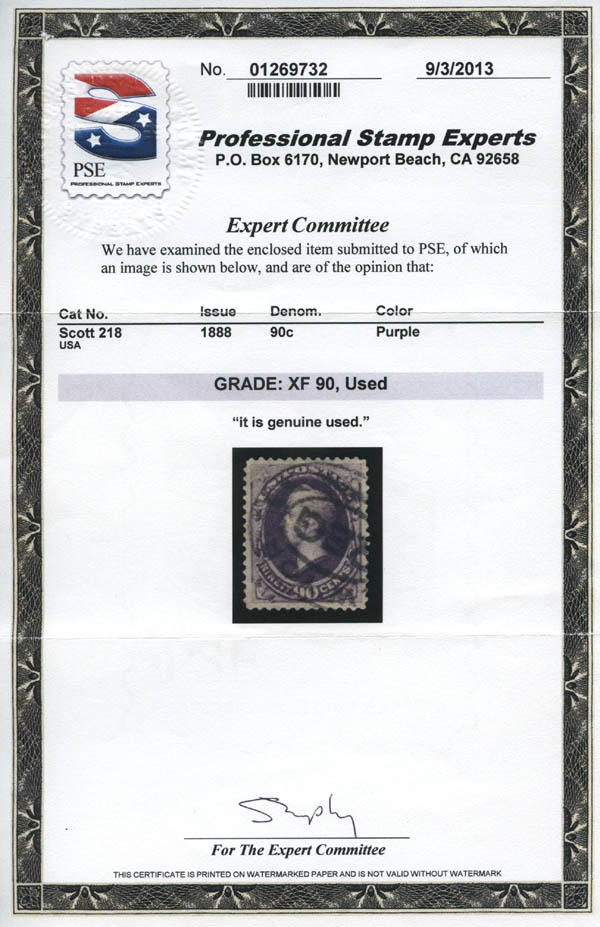 No. 01269732 9/3/2013
PSE
PROFESSIONAL STAMP EXPERTS
Professional Stamp Experts
P.O. Box 6170, Newport Beach, CA 92658
Expert Committee
We have examined the enclosed item submitted to PSE, of which
an image is shown below, and are of the opinion that:
Cat No. Issue Denom. Color
Scott 218 1888 90c Purple
USA
GRADE: XF 90, Used
“it is genuine used.”
NINETY 90 CENTS
For The Expert Committee
THIS CERTIFICATE IS PRINTED ON WATERMARKED PAPER AND IS NOT VALID WITHOUT WATERMARK